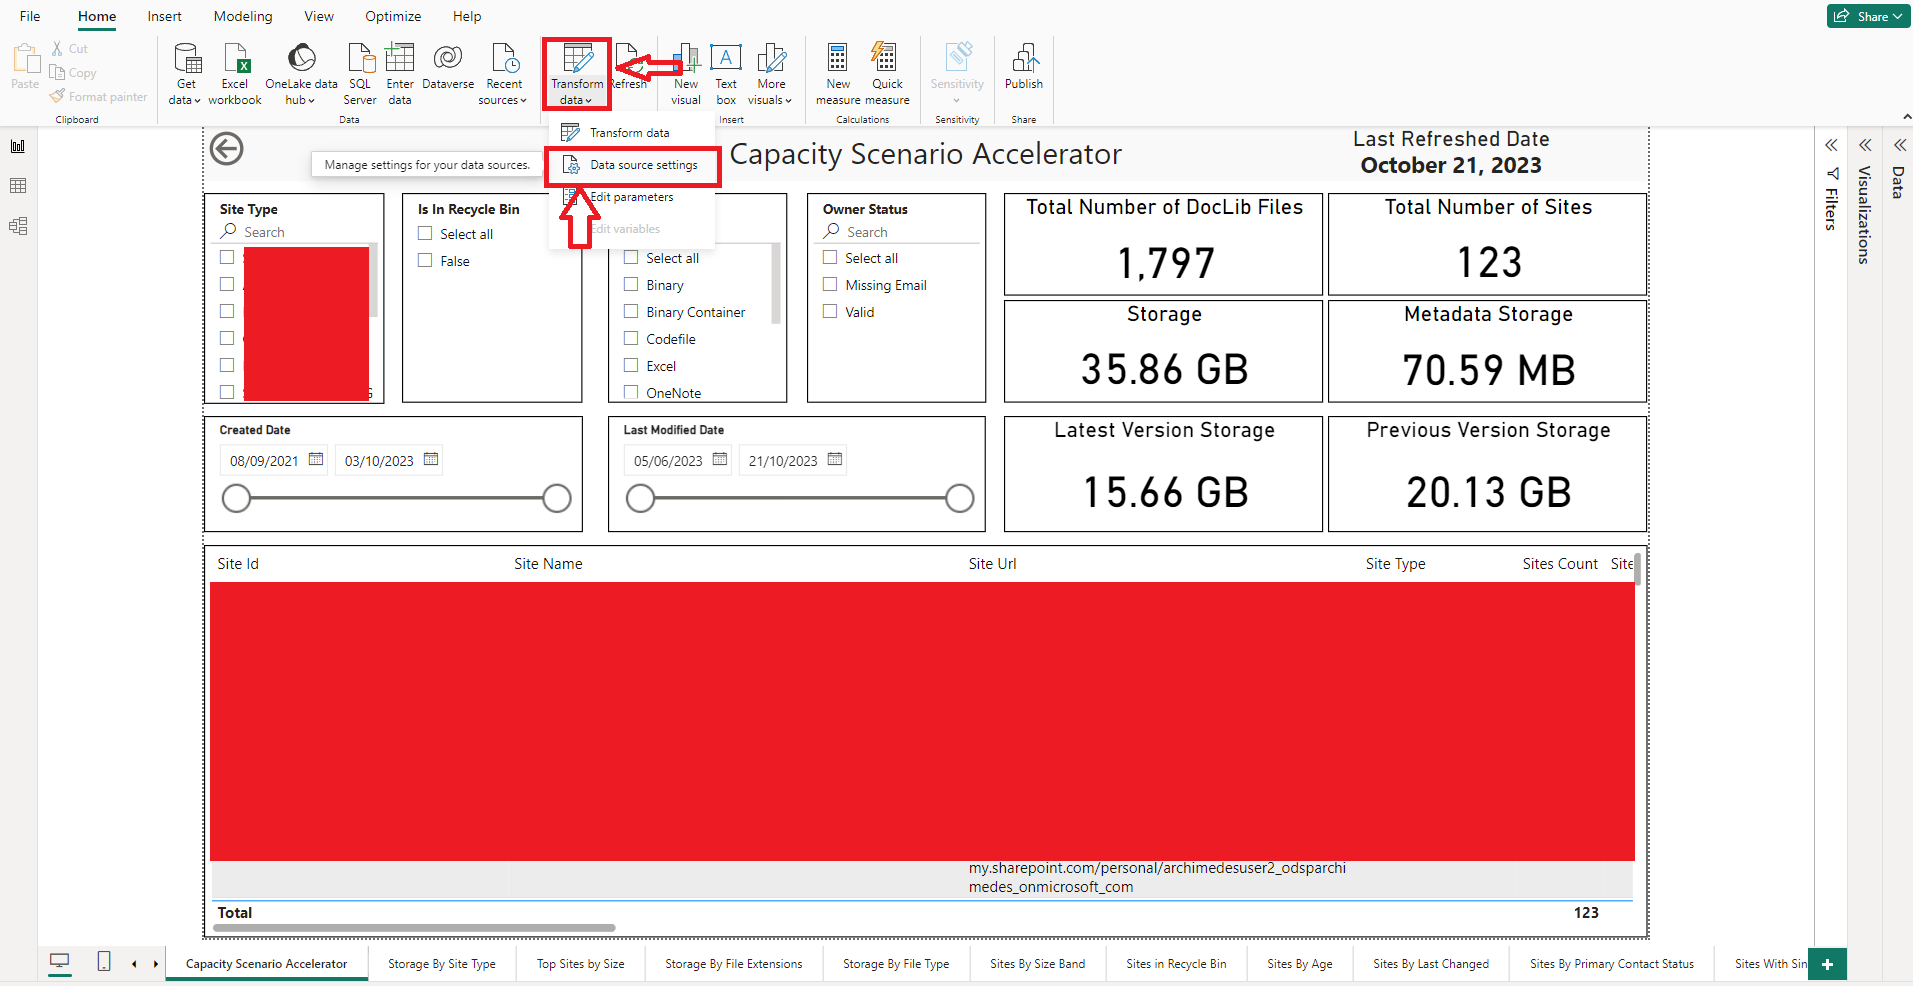 File Home Insert Modeling View Optimize Help
Share
Paste
Cut
Copy
Format painter
Clipboard
Get data
Excel workbook
OneLake data hub
SQL Server
Enter data
Dataverse
Recent sources
Data
Transform data
Refresh
New visual
Text box
More visuals
Insert
New measure
Quick measure
Calculations
Sensitivity
Sensitivity
Publish
Share
Transform data
Data source settings
Edit parameters
Edit variables
Manage settings for your data sources.
Capacity Scenario Accelerator
Last Refreshed Date
October 21, 2023
Filters
Visualizations
Data
Site Type
Search
Is In Recycle Bin
Select all
False
Select all
Binary
Binary Container
Codefile
Excel
OneNote
Owner Status
Search
Select all
Missing Email
Valid
Total Number of DocLib Files
1,797
Total Number of Sites
123
Storage
35.86 GB
Metadata Storage
70.59 MB
Created Date
08/09/2021 03/10/2023
Last Modified Date
05/06/2023 21/10/2023
Latest Version Storage
15.66 GB
Previous Version Storage
20.13 GB
Site Id Site Name Site Url Site Type Sites Count Site
my.sharepoint.com/personal/archimedesuser2_odsparchi
medes_onmicrosoft_com
Total 123
Capacity Scenario Accelerator Storage By Site Type Top Sites by Size Storage By File Extensions Storage By File Type Sites By Size Band Sites in Recycle Bin Sites By Age Sites By Last Changed Sites By Primary Contact Status Sites With Sin